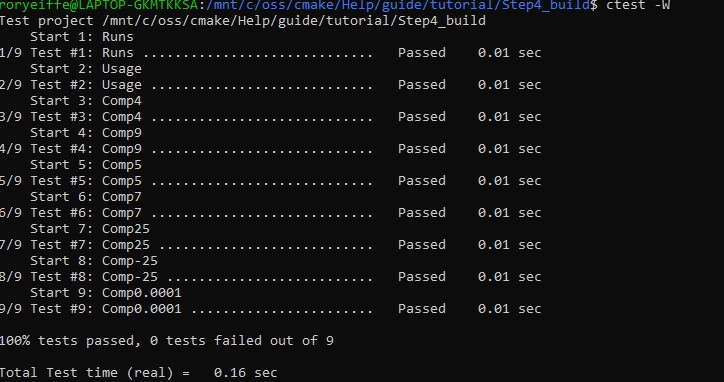 roryeiffe@LAPTOP-GKMTKKSA:/mnt/c/oss/cmake/Help/guide/tutorial/Step4_build$ ctest -W
Test project /mnt/c/oss/cmake/Help/guide/tutorial/Step4_build
    Start 1: Runs
1/9 Test #1: Runs .............................   Passed    0.01 sec
    Start 2: Usage
2/9 Test #2: Usage ............................   Passed    0.01 sec
    Start 3: Comp4
3/9 Test #3: Comp4 ............................   Passed    0.01 sec
    Start 4: Comp9
4/9 Test #4: Comp9 ............................   Passed    0.01 sec
    Start 5: Comp5
5/9 Test #5: Comp5 ............................   Passed    0.01 sec
    Start 6: Comp7
6/9 Test #6: Comp7 ............................   Passed    0.01 sec
    Start 7: Comp25
7/9 Test #7: Comp25 ...........................   Passed    0.01 sec
    Start 8: Comp-25
8/9 Test #8: Comp-25 ..........................   Passed    0.01 sec
    Start 9: Comp0.0001
9/9 Test #9: Comp0.0001 .......................   Passed    0.01 sec

100% tests passed, 0 tests failed out of 9

Total Test time (real) =   0.16 sec